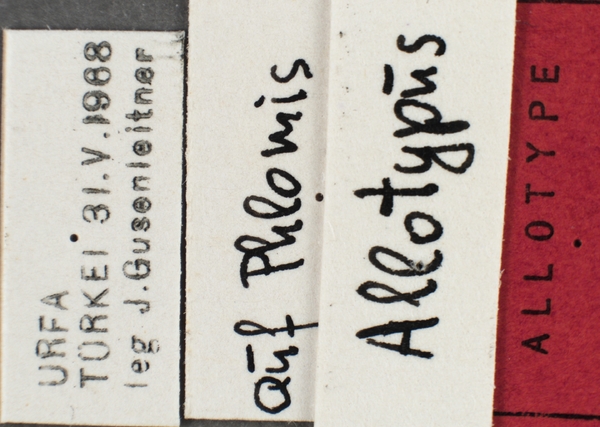 URFA
TÜRKEI 31.V.1968
leg J.Gusenleitner
auf Phlomis
Allotypus
ALLOTYPE